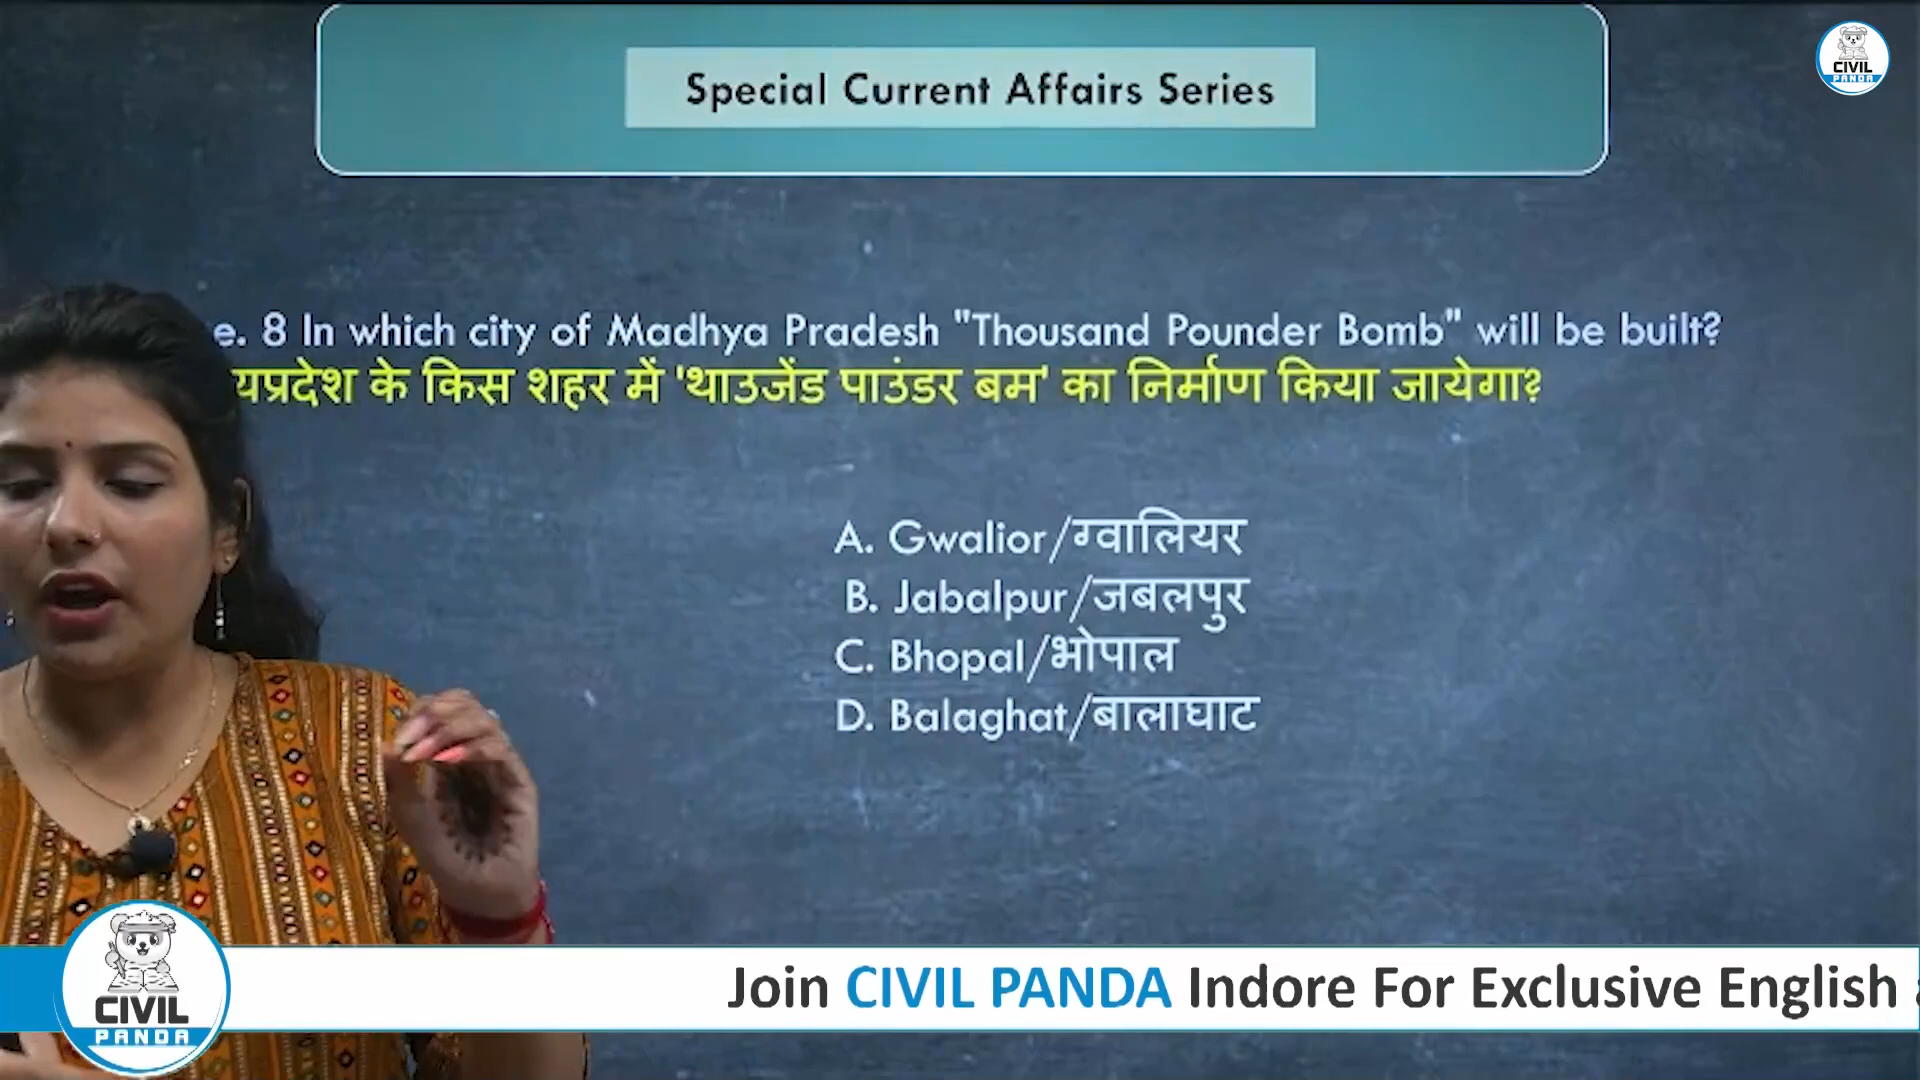 Special Current Affairs Series
CIVIL
PANDA
e. 8 In which city of Madhya Pradesh "Thousand Pounder Bomb" will be built?
यप्रदेश के किस शहर में 'थाउजेंड पाउंडर बम' का निर्माण किया जायेगा?
A. Gwalior/ग्वालियर
B. Jabalpur/जबलपुर
C. Bhopal/भोपाल
D. Balaghat/बालाघाट
CIVIL
PANDA
Join CIVIL PANDA Indore For Exclusive English